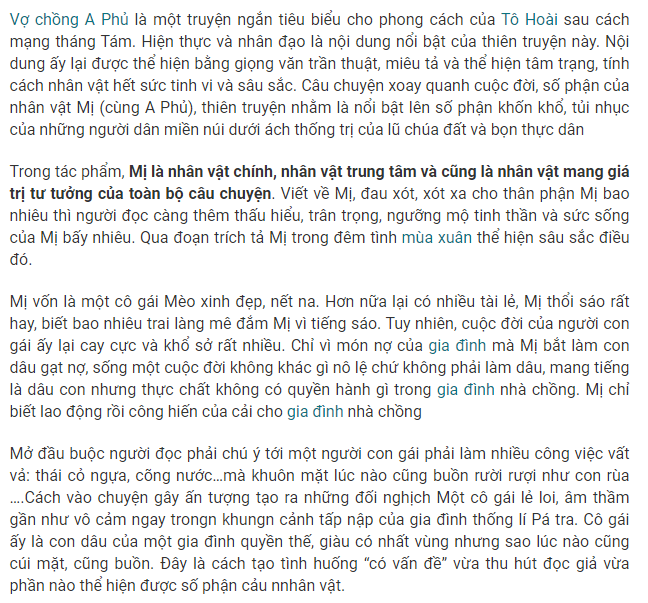 Vợ chồng A Phủ là một truyện ngắn tiêu biểu cho phong cách của Tô Hoài sau cách
mạng tháng Tám. Hiện thực và nhân đạo là nội dung nổi bật của thiên truyện này. Nội
dung ấy lại được thể hiện bằng giọng văn trần thuật, miêu tả và thể hiện tâm trạng, tính
cách nhân vật hết sức tinh vi và sâu sắc. Câu chuyện xoay quanh cuộc đời, số phận của
nhân vật Mị (cùng A Phủ), thiên truyện nhằm là nổi bật lên số phận khốn khổ, tủi nhục
của những người dân miền núi dưới ách thống trị của lũ chúa đất và bọn thực dân
Trong tác phẩm, Mị là nhân vật chính, nhân vật trung tâm và cũng là nhân vật mang giá
trị tư tưởng của toàn bộ câu chuyện. Viết về Mị, đau xót, xót xa cho thân phận Mị bao
nhiêu thì người đọc càng thêm thấu hiểu, trân trọng, ngưỡng mộ tinh thần và sức sống
của Mị bấy nhiêu. Qua đoạn trích tả Mị trong đêm tình mùa xuân thể hiện sâu sắc điều
đó.
Mị vốn là một cô gái Mèo xinh đẹp, nết na. Hơn nữa lại có nhiều tài lẻ, Mị thổi sáo rất
hay, biết bao nhiêu trai làng mê đắm Mị vì tiếng sáo. Tuy nhiên, cuộc đời của người con
gái ấy lại cay cực và khổ sở rất nhiều. Chỉ vì món nợ của gia đình mà Mị bắt làm con
dâu gạt nợ, sống một cuộc đời không khác gì nô lệ chứ không phải làm dâu, mang tiếng
là dâu con nhưng thực chất không có quyền hành gì trong gia đình nhà chồng. Mị chỉ
biết lao động rồi công hiến của cải cho gia đình nhà chồng
Mở đầu buộc người đọc phải chú ý tới một người con gái phải làm nhiều công việc vất
vả: thái cỏ ngựa, cõng nước…mà khuôn mặt lúc nào cũng buồn rười rượi như con rùa
….Cách vào chuyện gây ấn tượng tạo ra những đối nghịch Một cô gái lẻ loi, âm thầm
gần như vô cảm ngay trongn khungn cảnh tấp nập của gia đình thống lí Pá tra. Cô gái
ấy là con dâu của một gia đình quyền thế, giàu có nhất vùng nhưng sao lúc nào cũng
cúi mặt, cũng buồn. Đây là cách tạo tình huống “có vấn đề” vừa thu hút đọc giả vừa
phần nào thể hiện được số phận cảu nnhân vật.